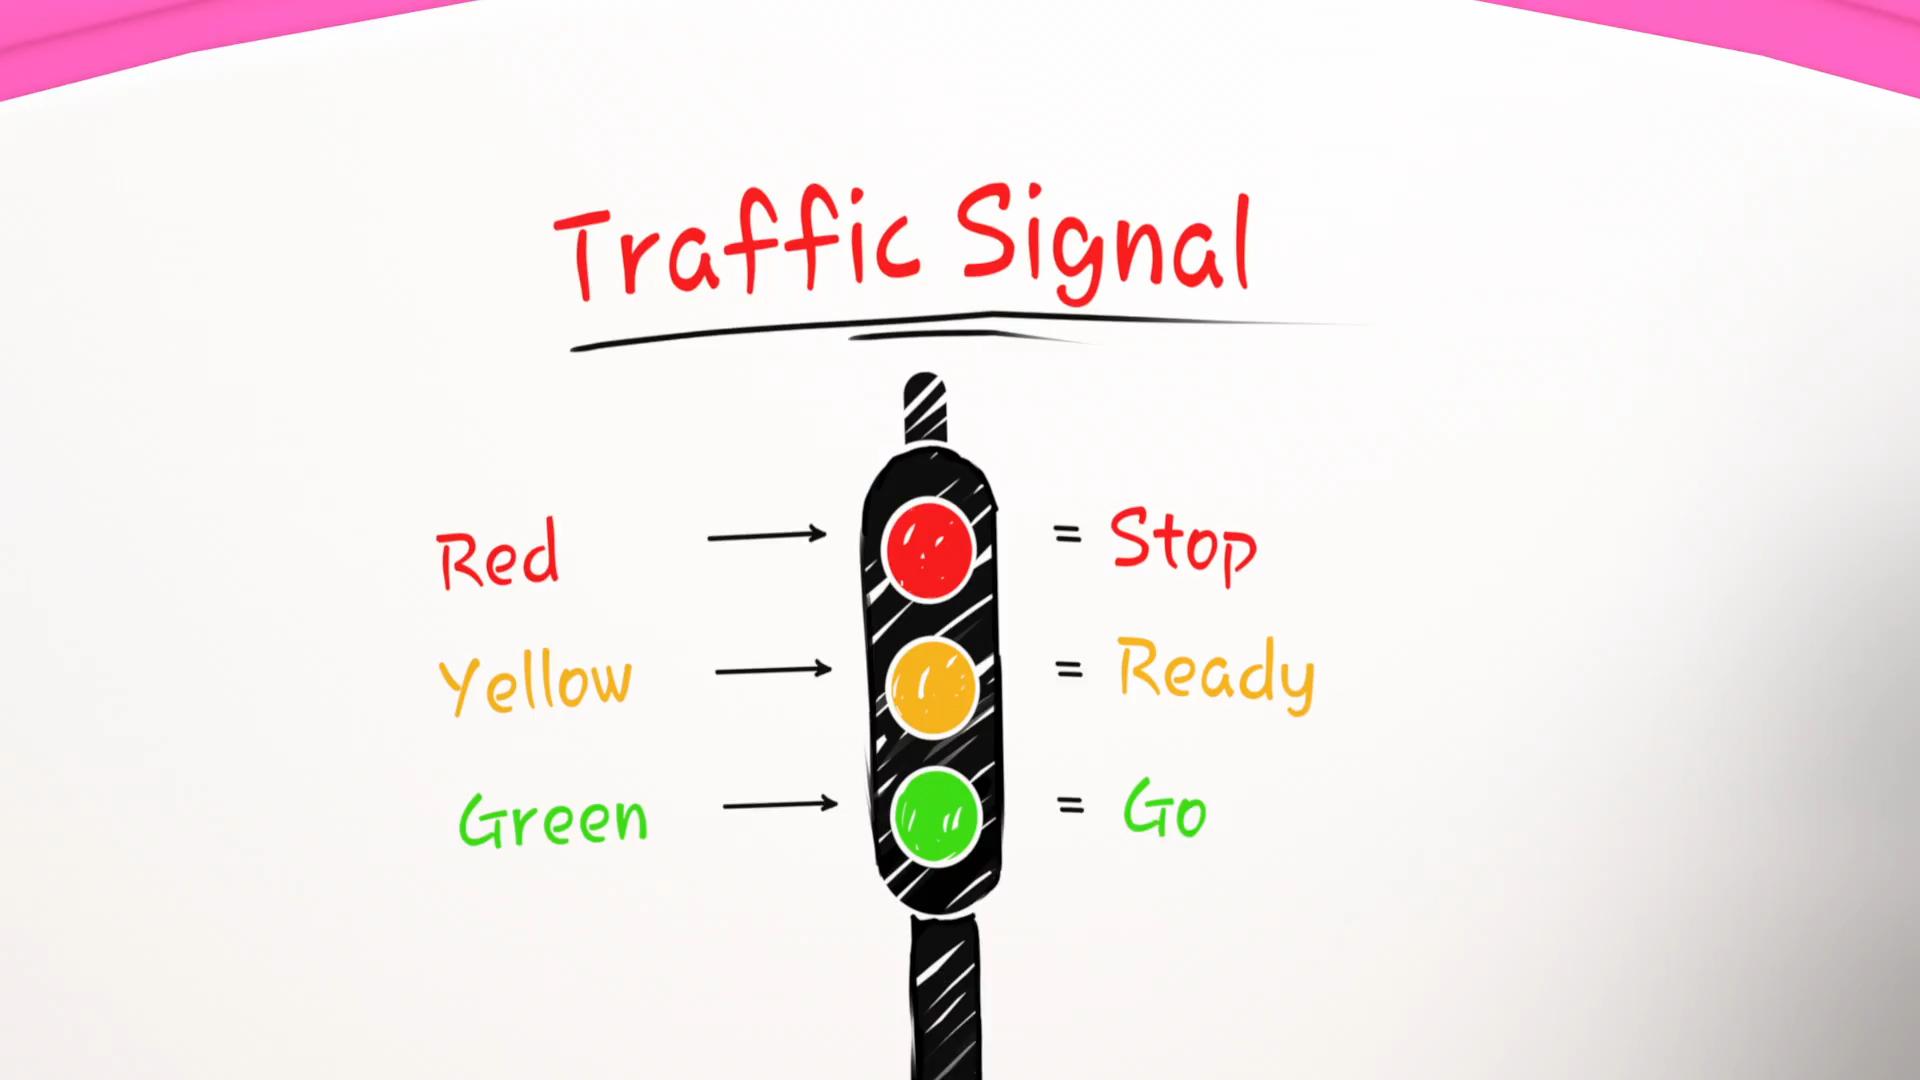 Traffic Signal
Red → = Stop
Yellow → = Ready
Green → = Go